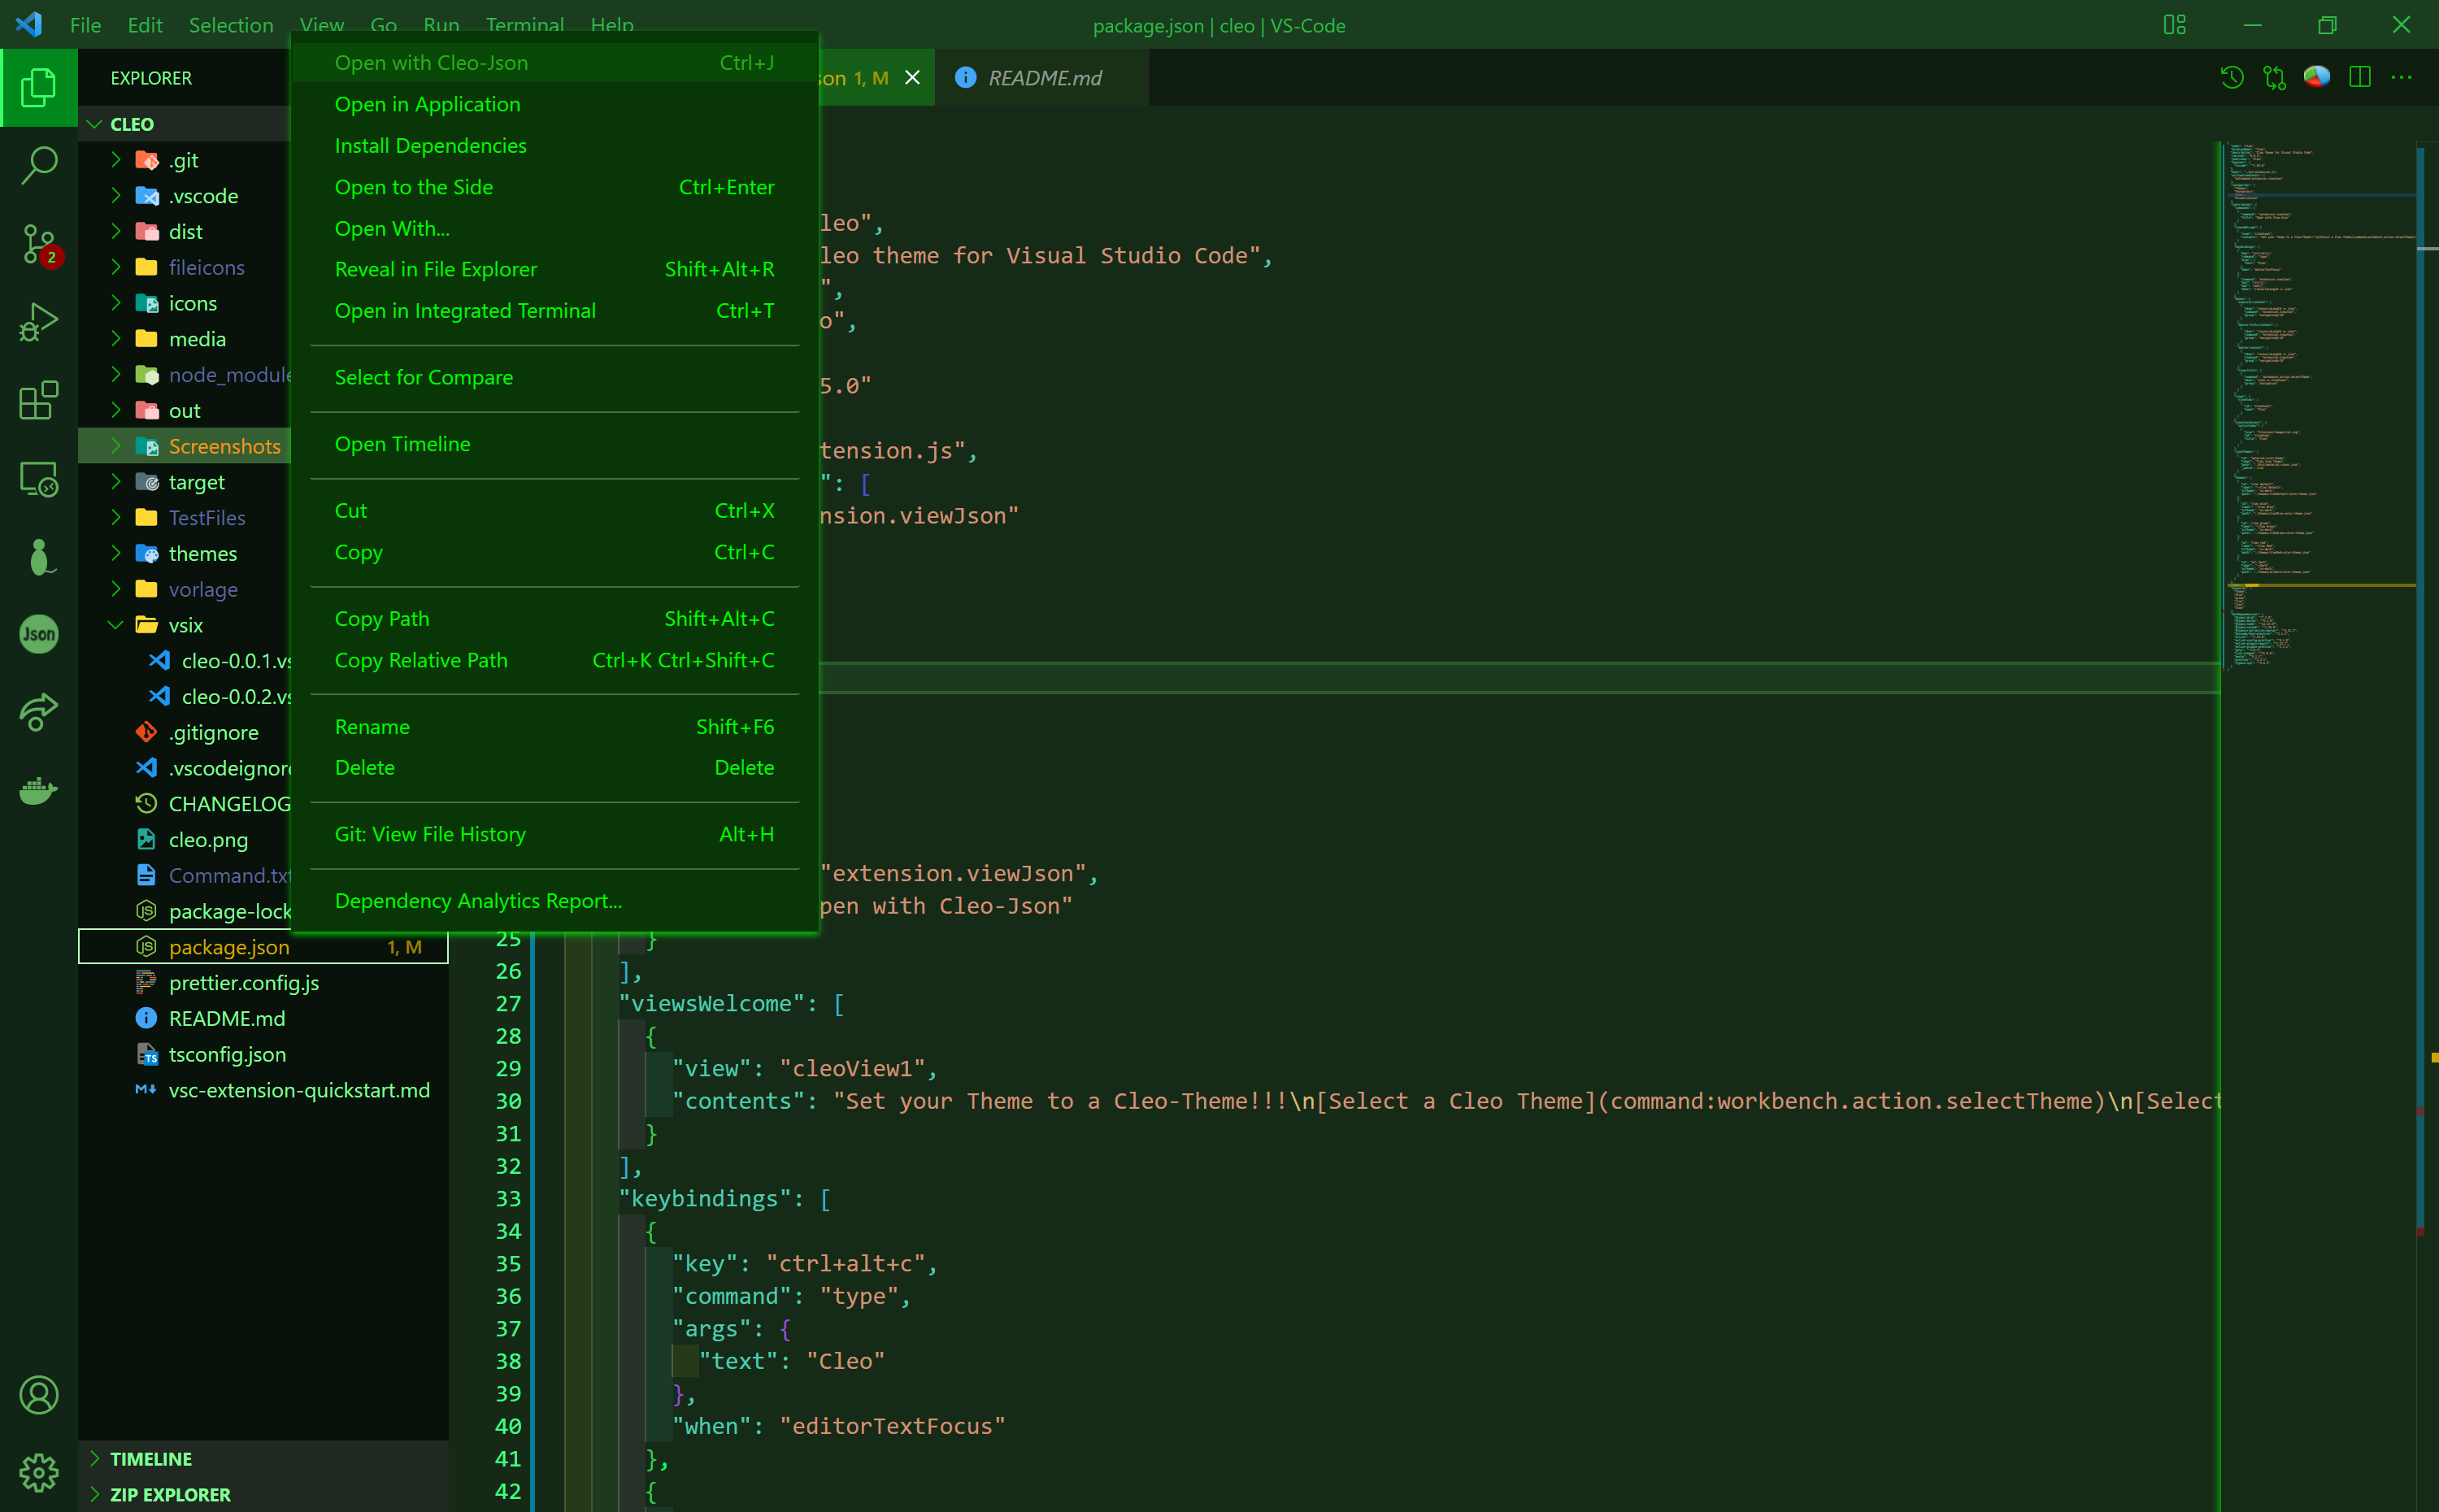 File Edit Selection View Go Run Terminal Help
package.json | cleo | VS-Code
EXPLORER
son 1, M
README.md
CLEO
.git
.vscode
dist
fileicons
icons
media
node_module
out
Screenshots
target
TestFiles
themes
vorlage
vsix
cleo-0.0.1.vs
cleo-0.0.2.vs
.gitignore
.vscodeignore
CHANGELOG
cleo.png
Command.txt
package-lock
package.json 1, M
prettier.config.js
README.md
tsconfig.json
vsc-extension-quickstart.md
TIMELINE
ZIP EXPLORER
2
Json
Open with Cleo-Json Ctrl+J
Open in Application
Install Dependencies
Open to the Side Ctrl+Enter
Open With...
Reveal in File Explorer Shift+Alt+R
Open in Integrated Terminal Ctrl+T
Select for Compare
Open Timeline
Cut Ctrl+X
Copy Ctrl+C
Copy Path Shift+Alt+C
Copy Relative Path Ctrl+K Ctrl+Shift+C
Rename Shift+F6
Delete Delete
Git: View File History Alt+H
Dependency Analytics Report...
leo",
leo theme for Visual Studio Code",
",
o",
5.0"
tension.js",
": [
nsion.viewJson"
"extension.viewJson",
pen with Cleo-Json"
25 }
26 ],
27 "viewsWelcome": [
28 {
29 "view": "cleoView1",
30 "contents": "Set your Theme to a Cleo-Theme!!!\n[Select a Cleo Theme](command:workbench.action.selectTheme)\n[Select
31 }
32 ],
33 "keybindings": [
34 {
35 "key": "ctrl+alt+c",
36 "command": "type",
37 "args": {
38 "text": "Cleo"
39 },
40 "when": "editorTextFocus"
41 },
42 {